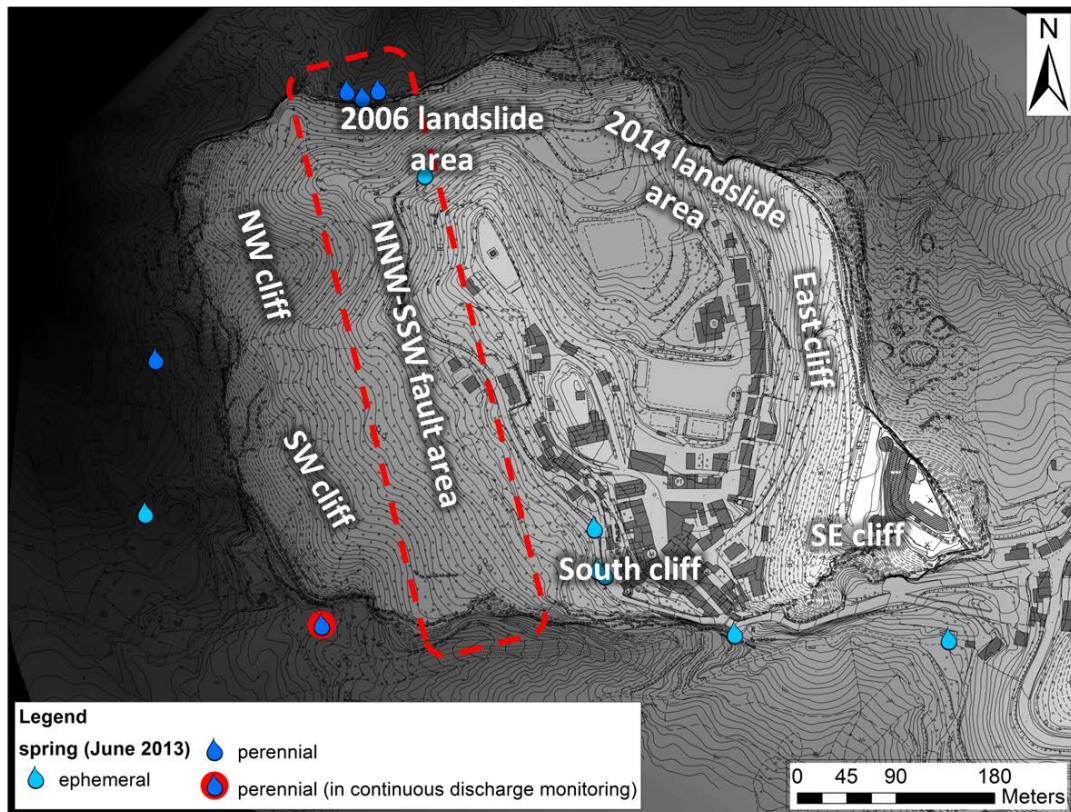 N
2006 landslide
area
2014 landslide
area
NW cliff
NNW-SSW fault area
East cliff
SW cliff
South cliff
SE cliff
Legend
spring (June 2013)
ephemeral
perennial
perennial (in continuous discharge monitoring)
0 45 90 180
Meters